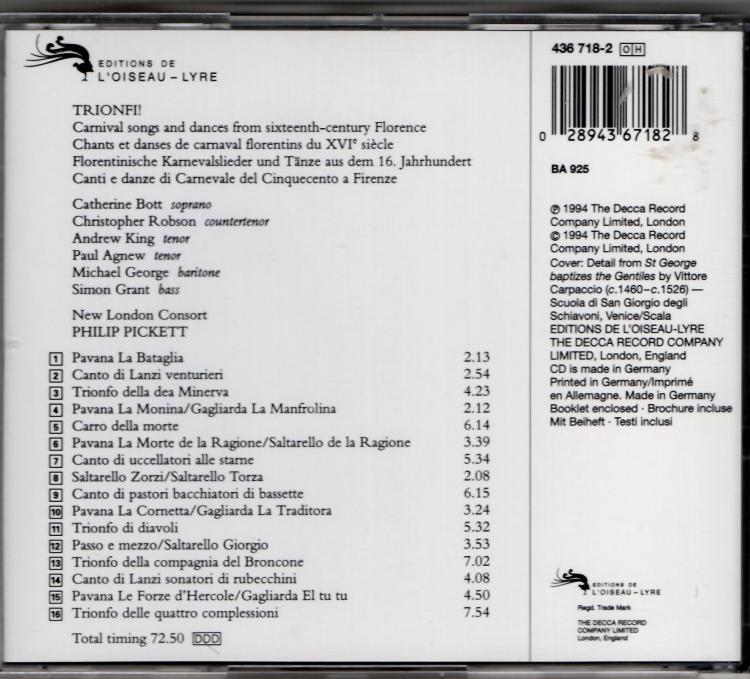 EDITIONS DE
L'OISEAU-LYRE
TRIONFI!
Carnival songs and dances from sixteenth-century Florence
Chants et danses de carnaval florentins du XVIe siècle
Florentinische Karnevalslieder und Tänze aus dem 16. Jahrhundert
Canti e danze di Carnevale del Cinquecento a Firenze
Catherine Bott soprano
Christopher Robson countertenor
Andrew King tenor
Paul Agnew tenor
Michael George baritone
Simon Grant bass
New London Consort
PHILIP PICKETT
1 Pavana La Bataglia 2.13
2 Canto di Lanzi venturieri 2.54
3 Trionfo della dea Minerva 4.23
4 Pavana La Monina/Gagliarda La Manfrolina 2.12
5 Carro della morte 6.14
6 Pavana La Morte de la Ragione/Saltarello de la Ragione 3.39
7 Canto di uccellatori alle starne 5.34
8 Saltarello Zorzi/Saltarello Torza 2.08
9 Canto di pastori bacchiatori di bassette 6.15
10 Pavana La Cornetta/Gagliarda La Traditora 3.24
11 Trionfo di diavoli 5.32
12 Passo e mezzo/Saltarello Giorgio 3.53
13 Trionfo della compagnia del Broncone 7.02
14 Canto di Lanzi sonatori di rubecchini 4.08
15 Pavana Le Forze d'Hercole/Gagliarda El tu tu 4.50
16 Trionfo delle quattro complessioni 7.54
Total timing 72.50 DDD
436 718-2 OH
0 28943 67182 8
BA 925
℗ 1994 The Decca Record
Company Limited, London
© 1994 The Decca Record
Company Limited, London
Cover: Detail from St George
baptizes the Gentiles by Vittore
Carpaccio (c.1460–c.1526) —
Scuola di San Giorgio degli
Schiavoni, Venice/Scala
EDITIONS DE L'OISEAU-LYRE
THE DECCA RECORD COMPANY
LIMITED, London, England
CD is made in Germany
Printed in Germany/Imprimé
en Allemagne. Made in Germany
Booklet enclosed · Brochure incluse
Mit Beiheft · Testi inclusi
EDITIONS DE
L'OISEAU-LYRE
Regd. Trade Mark
THE DECCA RECORD
COMPANY LIMITED
London, England